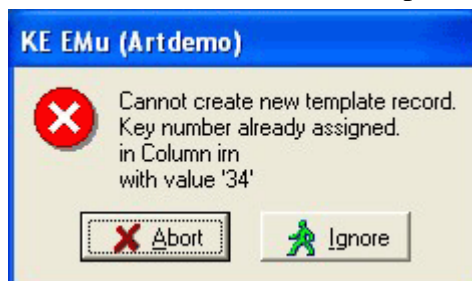 KE EMu (Artdemo)
Cannot create new template record.
Key number already assigned.
in Column irn
with value '34'
Abort
Ignore